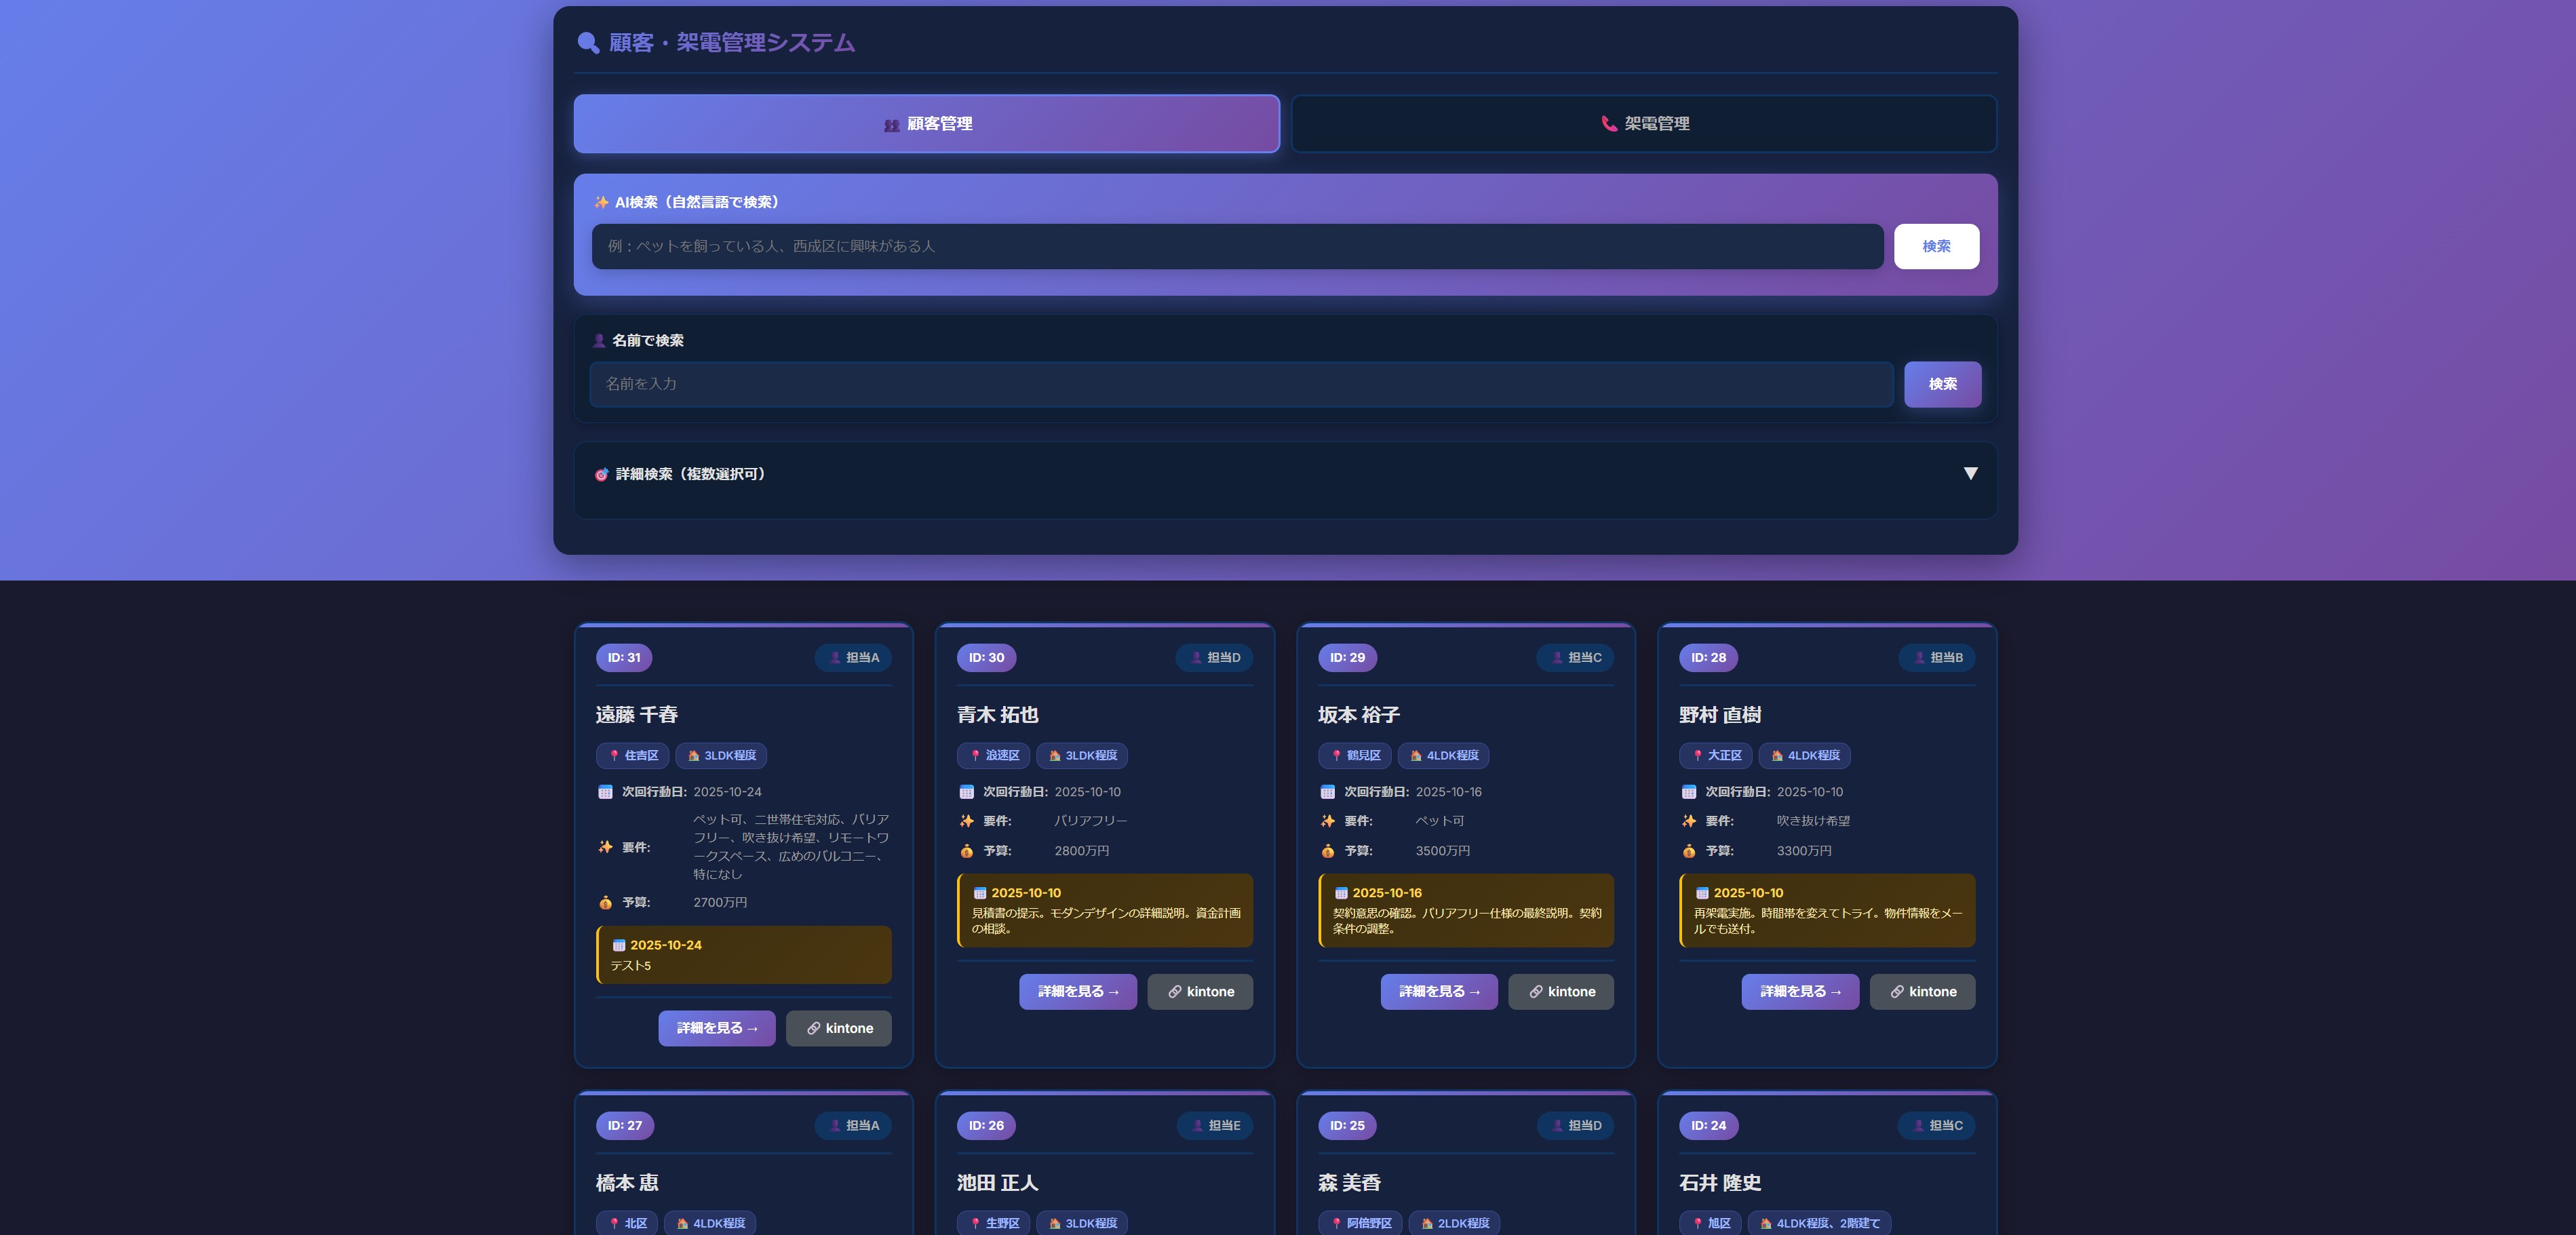 顧客・架電管理システム
顧客管理
架電管理
AI検索（自然言語で検索）
例：ペットを飼っている人、西成区に興味がある人
検索
名前で検索
名前を入力
検索
詳細検索（複数選択可）
▼
ID: 31
担当A
遠藤 千春
住吉区
3LDK程度
次回行動日: 2025-10-24
要件:
ペット可、二世帯住宅対応、バリア
フリー、吹き抜け希望、リモートワ
ークスペース、広めのバルコニー、
特になし
予算: 2700万円
2025-10-24
テスト5
詳細を見る →
kintone
ID: 30
担当D
青木 拓也
浪速区
3LDK程度
次回行動日: 2025-10-10
要件: バリアフリー
予算: 2800万円
2025-10-10
見積書の提示。モダンデザインの詳細説明。資金計画
の相談。
詳細を見る →
kintone
ID: 29
担当C
坂本 裕子
鶴見区
4LDK程度
次回行動日: 2025-10-16
要件: ペット可
予算: 3500万円
2025-10-16
契約意思の確認。バリアフリー仕様の最終説明。契約
条件の調整。
詳細を見る →
kintone
ID: 28
担当B
野村 直樹
大正区
4LDK程度
次回行動日: 2025-10-10
要件: 吹き抜け希望
予算: 3300万円
2025-10-10
再架電実施。時間帯を変えてトライ。物件情報をメー
ルでも送付。
詳細を見る →
kintone
ID: 27
担当A
橋本 恵
北区
4LDK程度
ID: 26
担当E
池田 正人
生野区
3LDK程度
ID: 25
担当D
森 美香
阿倍野区
2LDK程度
ID: 24
担当C
石井 隆史
旭区
4LDK程度、2階建て